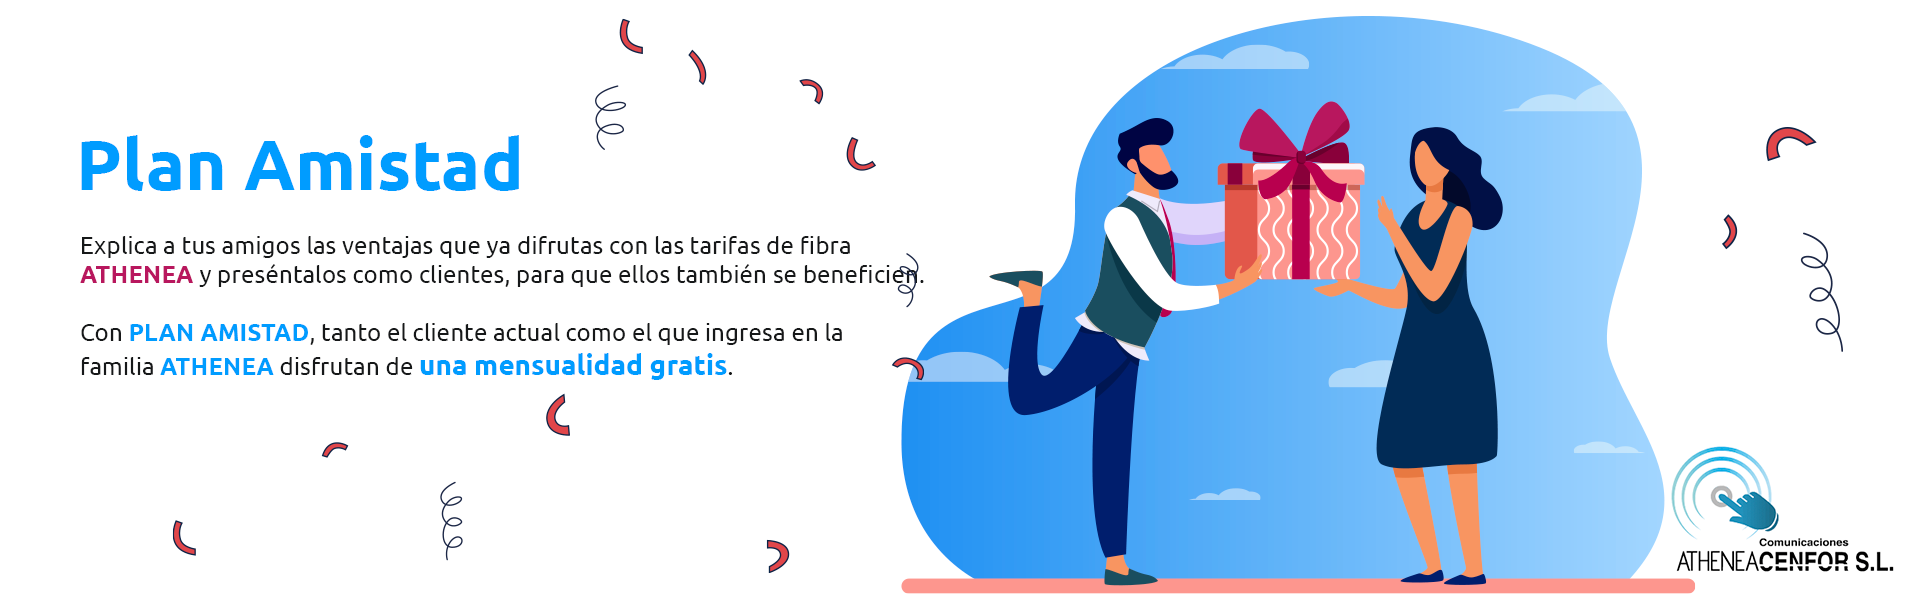 Plan Amistad
Explica a tus amigos las ventajas que ya difrutas con las tarifas de fibra
ATHENEA y preséntalos como clientes, para que ellos también se beneficien.
Con PLAN AMISTAD, tanto el cliente actual como el que ingresa en la
familia ATHENEA disfrutan de una mensualidad gratis.
Comunicaciones
ATHENEACENFOR S.L.